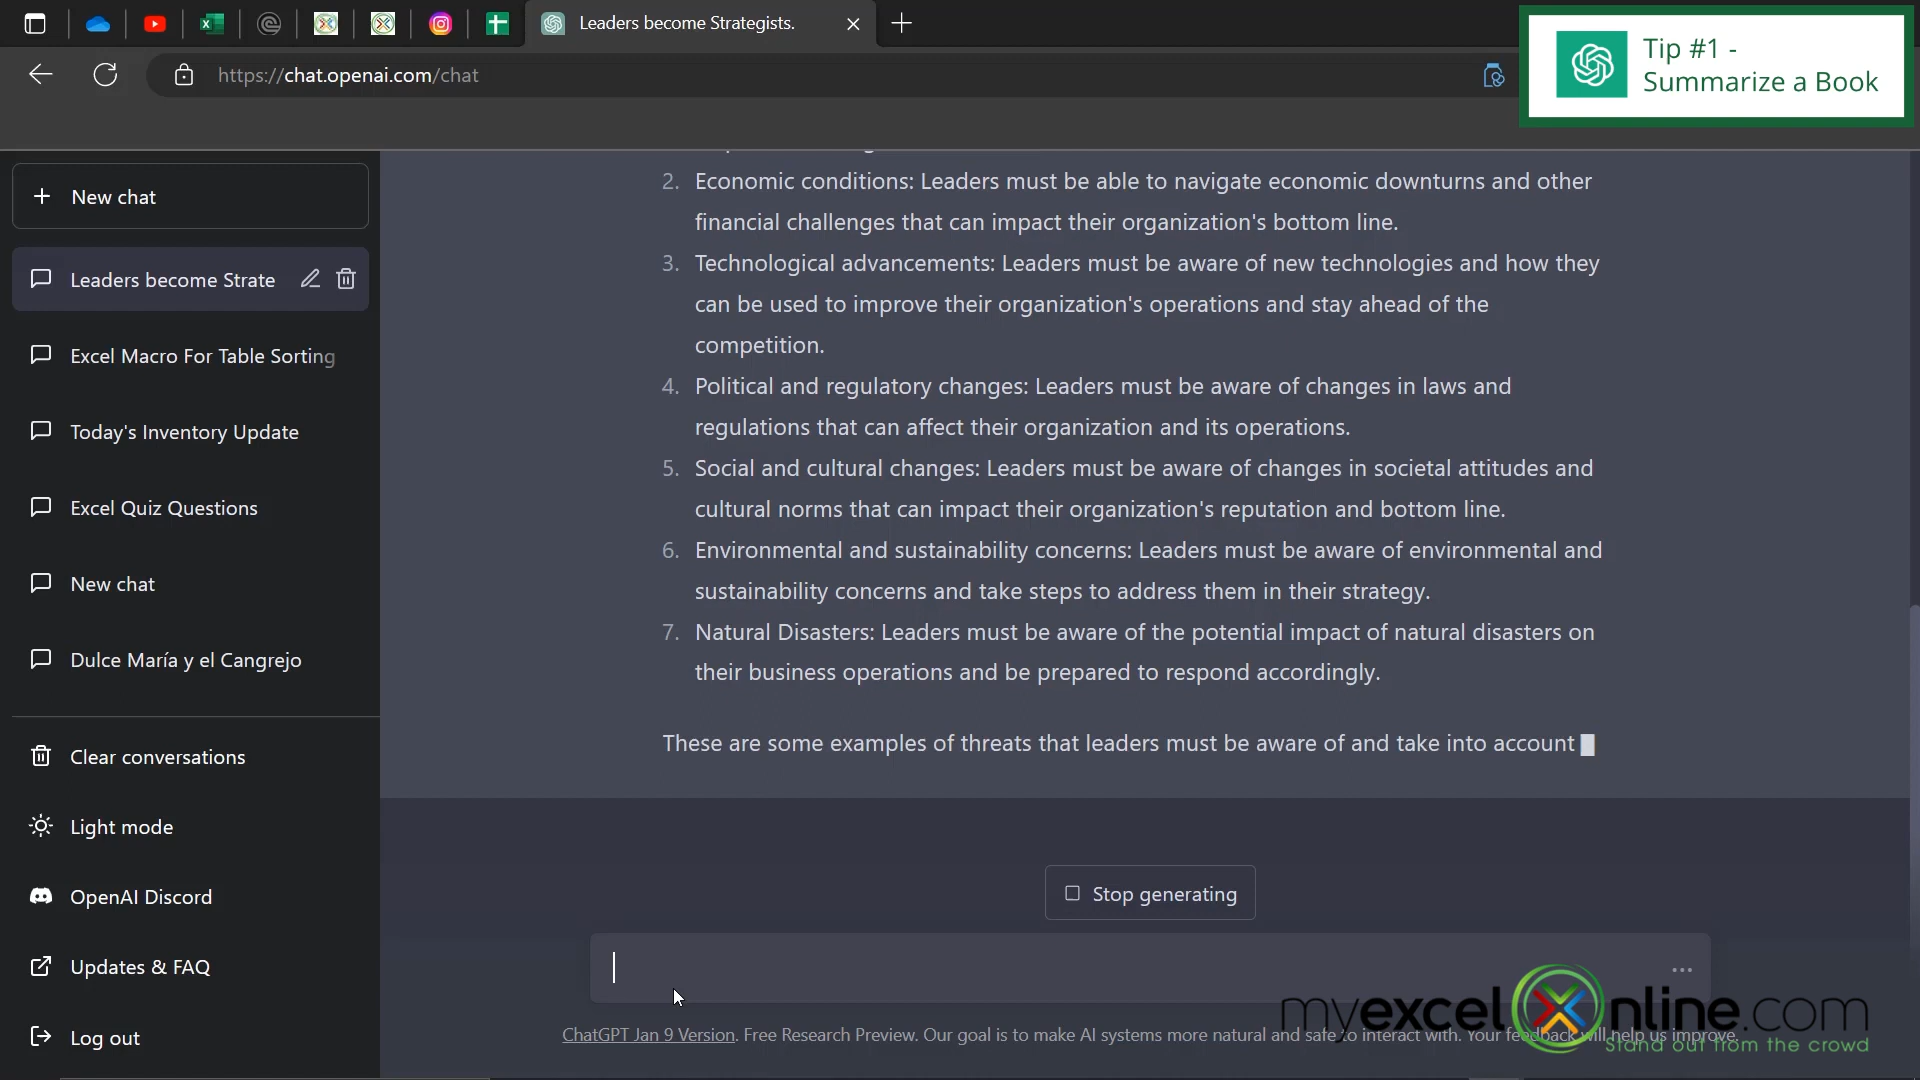 Leaders become Strategists.
https://chat.openai.com/chat
Tip #1 -
Summarize a Book
New chat
Leaders become Strate
Excel Macro For Table Sorting
Today's Inventory Update
Excel Quiz Questions
New chat
Dulce María y el Cangrejo
Clear conversations
Light mode
OpenAI Discord
Updates & FAQ
Log out
2. Economic conditions: Leaders must be able to navigate economic downturns and other
financial challenges that can impact their organization's bottom line.
3. Technological advancements: Leaders must be aware of new technologies and how they
can be used to improve their organization's operations and stay ahead of the
competition.
4. Political and regulatory changes: Leaders must be aware of changes in laws and
regulations that can affect their organization and its operations.
5. Social and cultural changes: Leaders must be aware of changes in societal attitudes and
cultural norms that can impact their organization's reputation and bottom line.
6. Environmental and sustainability concerns: Leaders must be aware of environmental and
sustainability concerns and take steps to address them in their strategy.
7. Natural Disasters: Leaders must be aware of the potential impact of natural disasters on
their business operations and be prepared to respond accordingly.
These are some examples of threats that leaders must be aware of and take into account
Stop generating
ChatGPT Jan 9 Version. Free Research Preview. Our goal is to make AI systems more natural and safe to interact with. Your feedback will help us improve.
myexcelonline.com
Stand out from the crowd